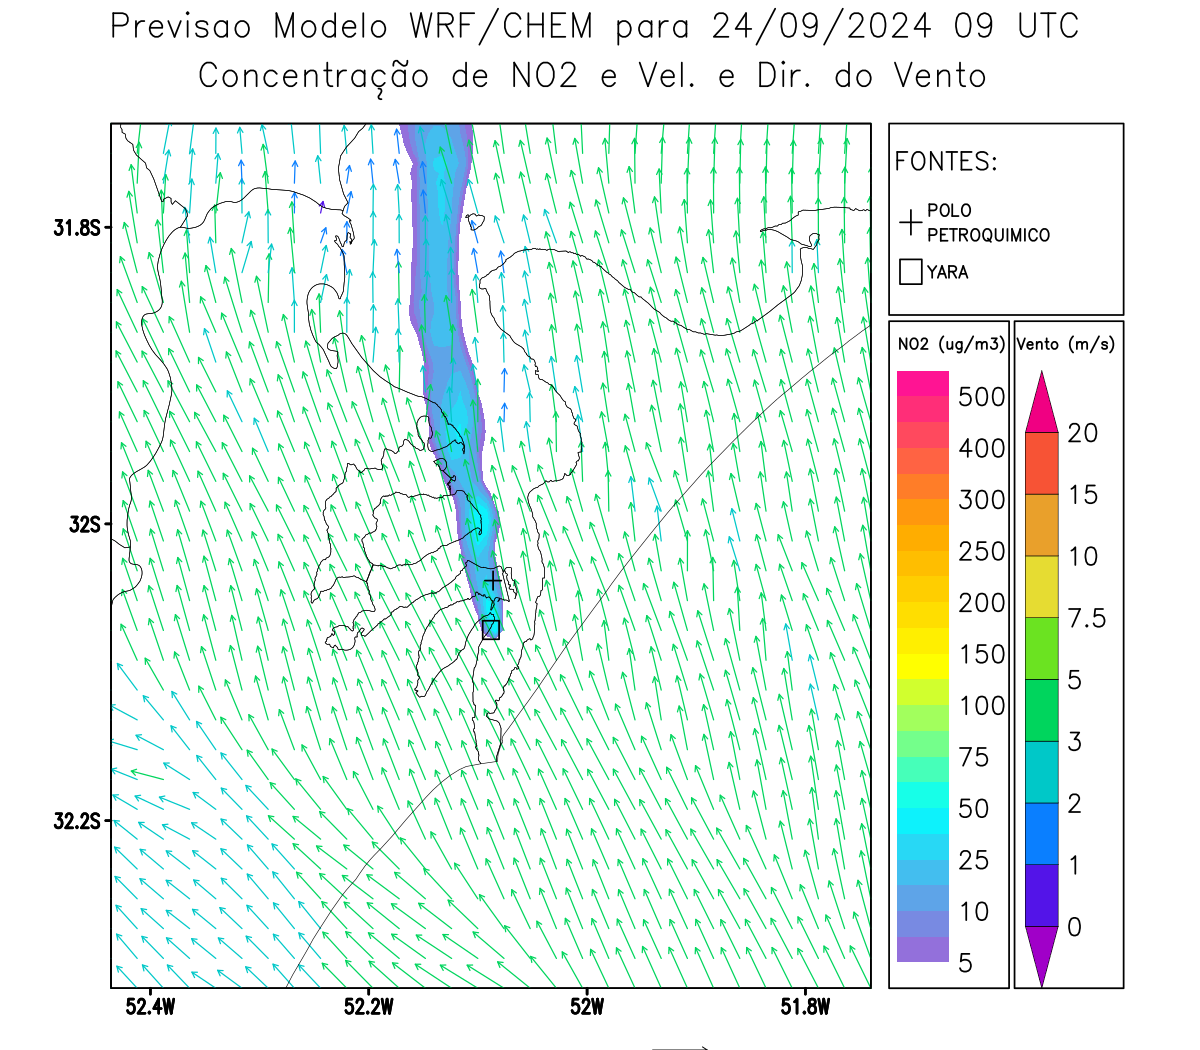 Previsao Modelo WRF/CHEM para 24/09/2024 09 UTC
Concentração de NO2 e Vel. e Dir. do Vento
FONTES:
POLO
PETROQUIMICO
YARA
NO2 (ug/m3)
500
400
300
250
200
150
100
75
50
25
10
5
Vento (m/s)
20
15
10
7.5
5
3
2
1
0
31.8S
32S
32.2S
52.4W
52.2W
52W
51.8W